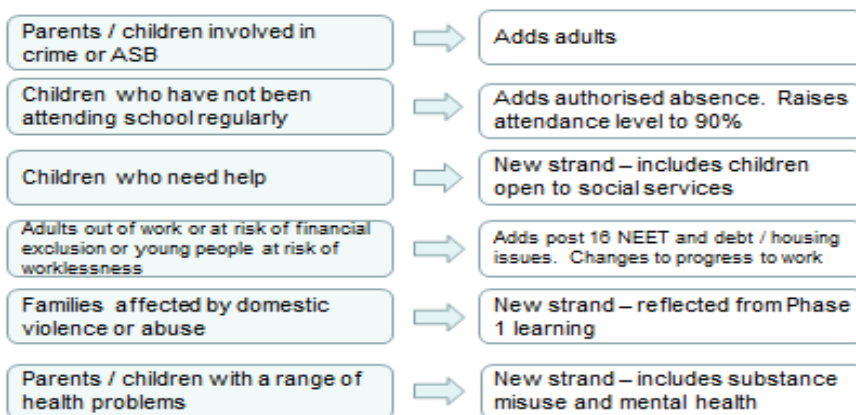 Parents / children involved in
crime or ASB
Adds adults
Children who have not been
attending school regularly
Adds authorised absence. Raises
attendance level to 90%
Children who need help
New strand – includes children
open to social services
Adults out of work or at risk of financial
exclusion or young people at risk of
worklessness
Adds post 16 NEET and debt / housing
issues. Changes to progress to work
Families affected by domestic
violence or abuse
New strand – reflected from Phase
1 learning
Parents / children with a range of
health problems
New strand – includes substance
misuse and mental health